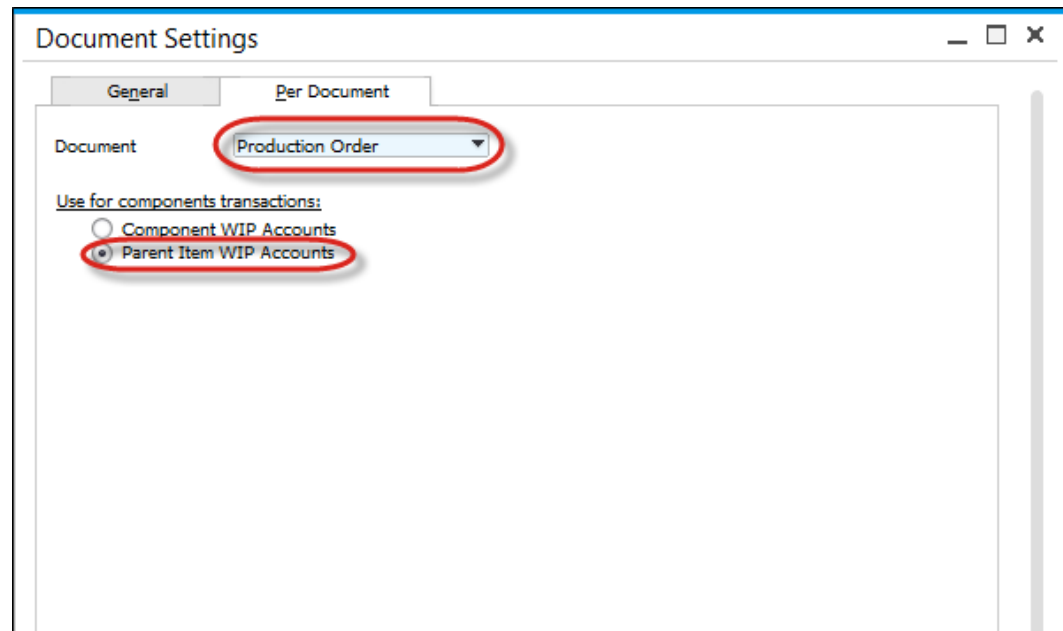 Document Settings
General Per Document
Document Production Order
Use for components transactions:
Component WIP Accounts
Parent Item WIP Accounts